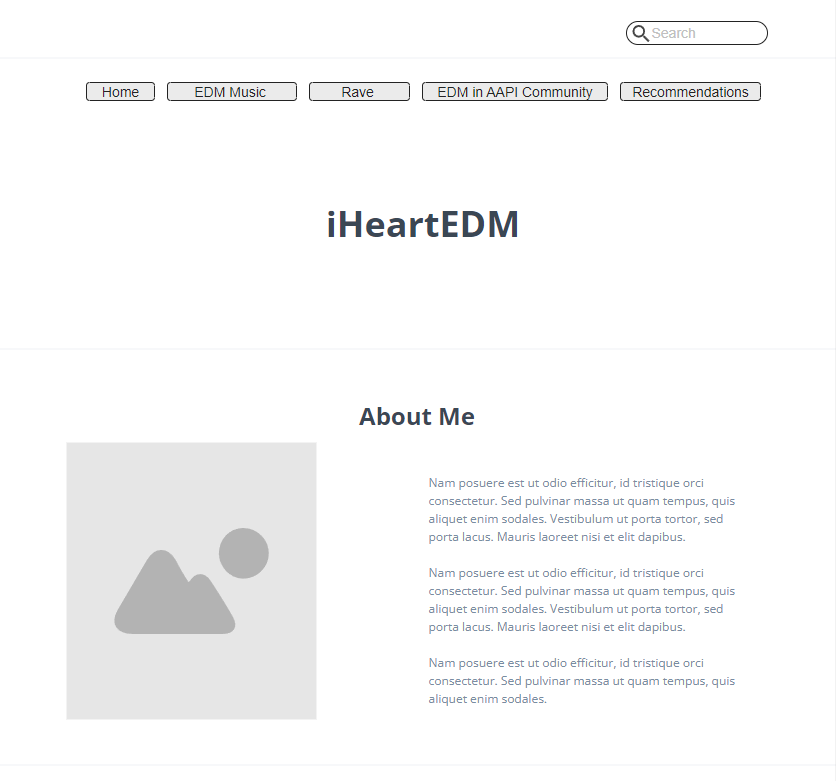 Search
Home
EDM Music
Rave
EDM in AAPI Community
Recommendations
iHeartEDM
About Me
Nam posuere est ut odio efficitur, id tristique orci
consectetur. Sed pulvinar massa ut quam tempus, quis
aliquet enim sodales. Vestibulum ut porta tortor, sed
porta lacus. Mauris laoreet nisi et elit dapibus.
Nam posuere est ut odio efficitur, id tristique orci
consectetur. Sed pulvinar massa ut quam tempus, quis
aliquet enim sodales. Vestibulum ut porta tortor, sed
porta lacus. Mauris laoreet nisi et elit dapibus.
Nam posuere est ut odio efficitur, id tristique orci
consectetur. Sed pulvinar massa ut quam tempus, quis
aliquet enim sodales.